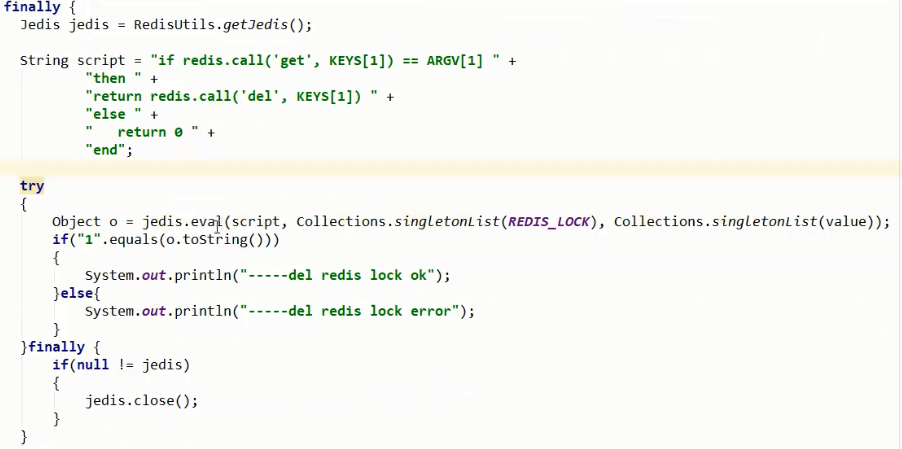 finally {
Jedis jedis = RedisUtils.getJedis();
String script = "if redis.call('get', KEYS[1]) == ARGV[1] " +
"then " +
"return redis.call('del', KEYS[1]) " +
"else " +
"   return 0 " +
"end";
try
{
Object o = jedis.eval(script, Collections.singletonList(REDIS_LOCK), Collections.singletonList(value));
if("1".equals(o.toString()))
{
System.out.println("-----del redis lock ok");
}else{
System.out.println("-----del redis lock error");
}
}finally {
if(null != jedis)
{
jedis.close();
}
}